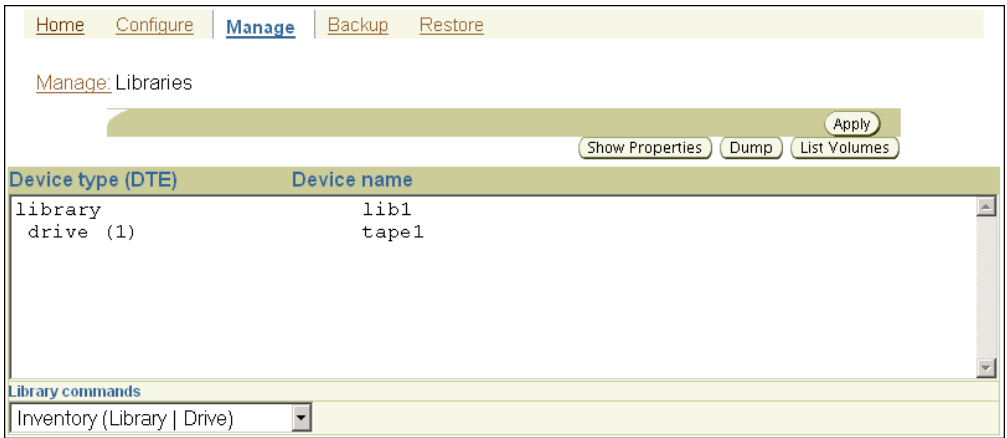 Home Configure Manage Backup Restore
Manage: Libraries
Apply
Show Properties Dump List Volumes
Device type (DTE) Device name
library lib1
drive (1) tape1
Library commands
Inventory (Library | Drive)